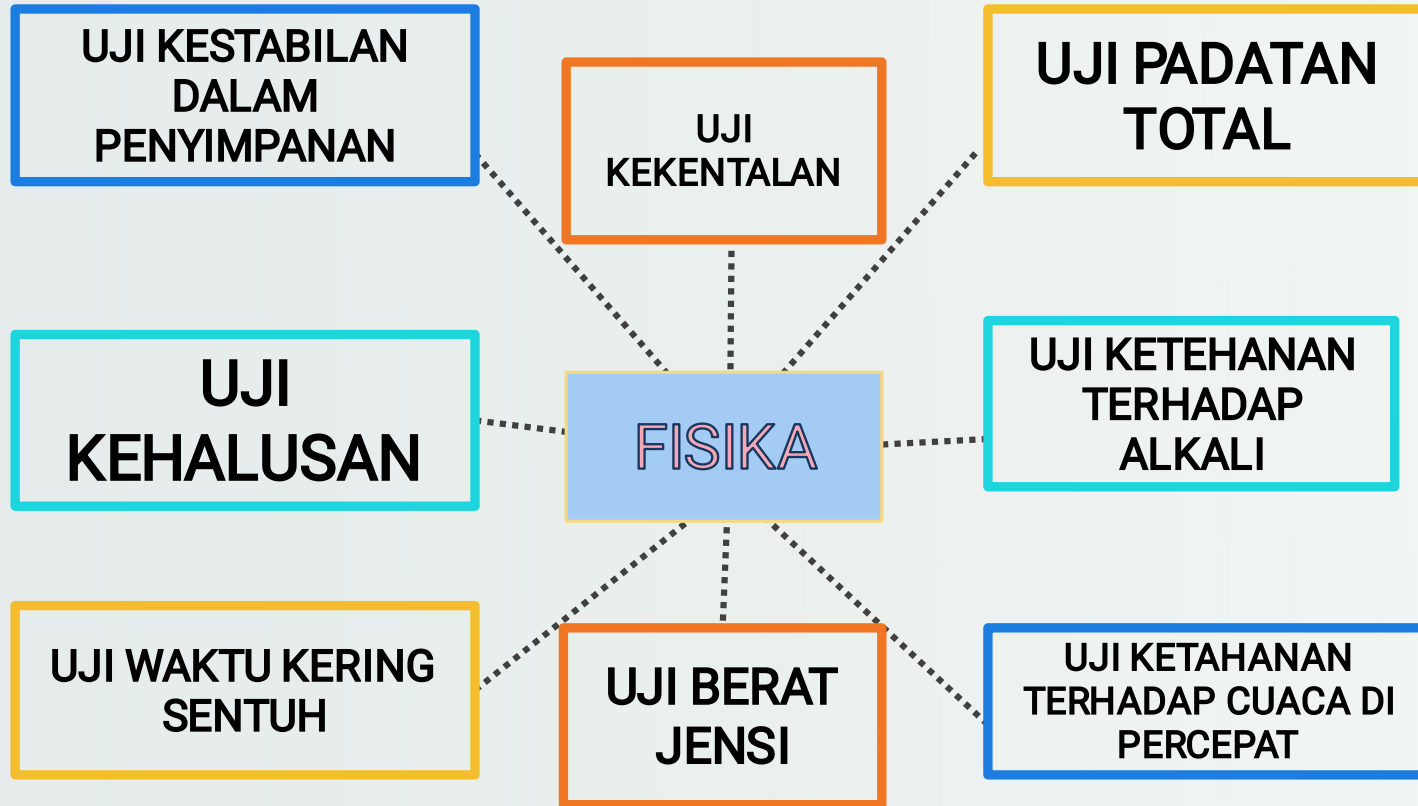 UJI KESTABILAN
DALAM
PENYIMPANAN
UJI
KEKENTALAN
UJI PADATAN
TOTAL
UJI
KEHALUSAN
FISIKA
UJI KETEHANAN
TERHADAP
ALKALI
UJI WAKTU KERING
SENTUH
UJI BERAT
JENSI
UJI KETAHANAN
TERHADAP CUACA DI
PERCEPAT